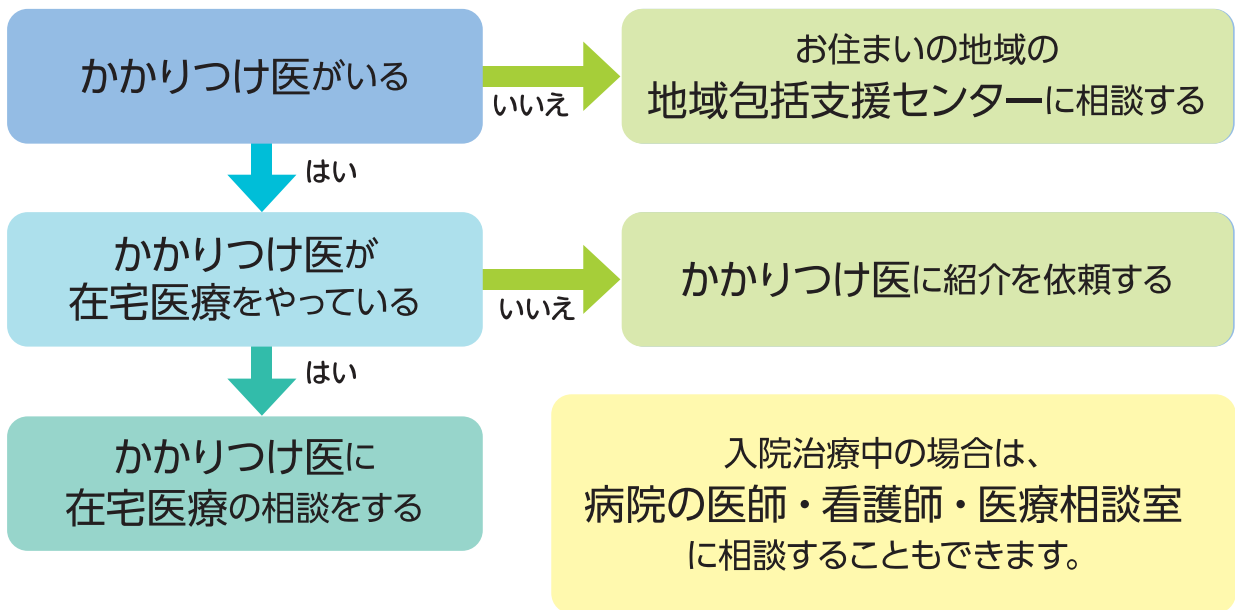 かかりつけ医がいる
いいえ
お住まいの地域の
地域包括支援センターに相談する
はい
かかりつけ医が
在宅医療をやっている
いいえ
かかりつけ医に紹介を依頼する
はい
かかりつけ医に
在宅医療の相談をする
入院治療中の場合は、
病院の医師・看護師・医療相談室
に相談することもできます。